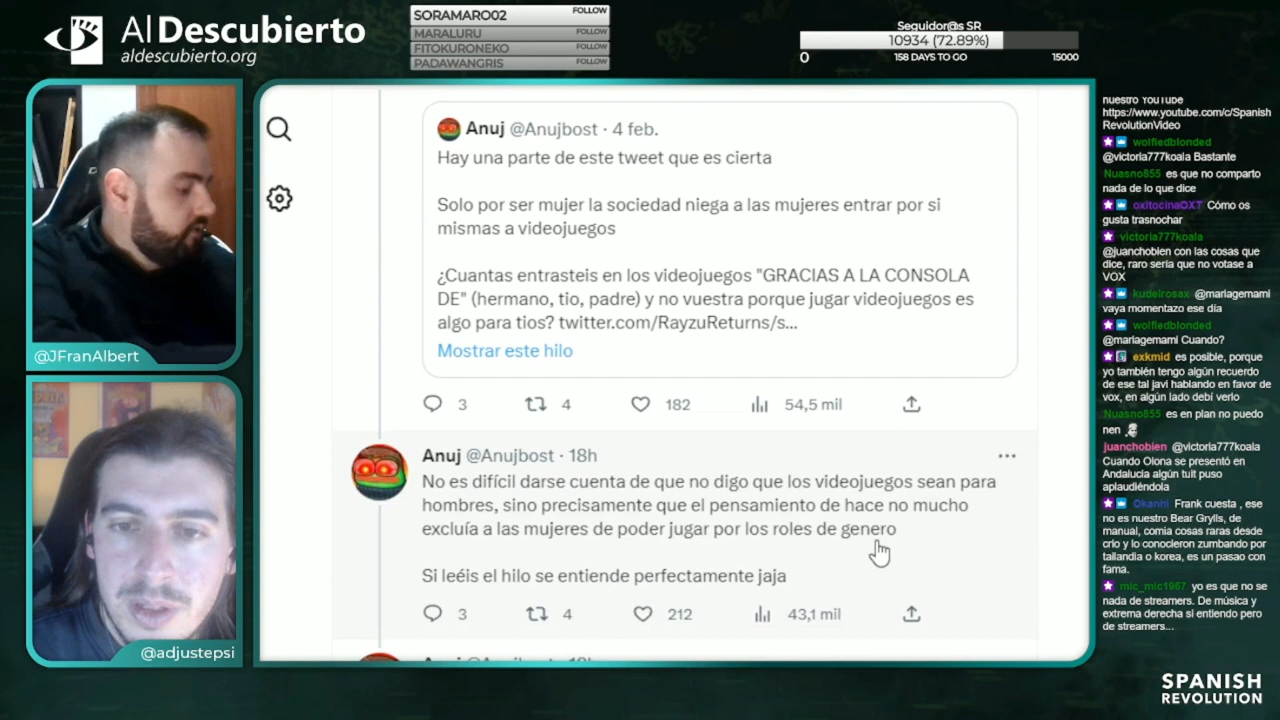 Al Descubierto
aldescubierto.org
SORAMARO02 FOLLOW
MARALURU FOLLOW
FITOKURONEKO FOLLOW
PADAWANGRIS FOLLOW
Seguidor@s SR
10934 (72.89%)
0 158 DAYS TO GO 15000
@JFranAlbert
@adjustepsi
Anuj @Anujbost · 4 feb.
Hay una parte de este tweet que es cierta
Solo por ser mujer la sociedad niega a las mujeres entrar por si
mismas a videojuegos
¿Cuantas entrasteis en los videojuegos "GRACIAS A LA CONSOLA
DE" (hermano, tio, padre) y no vuestra porque jugar videojuegos es
algo para tios? twitter.com/RayzuReturns/s...
Mostrar este hilo
3 4 182 54,5 mil
Anuj @Anujbost · 18h
No es difícil darse cuenta de que no digo que los videojuegos sean para
hombres, sino precisamente que el pensamiento de hace no mucho
excluía a las mujeres de poder jugar por los roles de genero
Si leéis el hilo se entiende perfectamente jaja
3 4 212 43,1 mil
Anuj @Anujbost · 18h
nuestro YouTube
https://www.youtube.com/c/Spanish
RevolutionVideo
wolfiedblonded
@victoria777koala Bastante
Nuasno855 es que no comparto
nada de lo que dice
oxitocinaOXT Cómo os
gusta trasnochar
victoria777koala
@juanchobien con las cosas que
dice, raro sería que no votase a
VOX
kudeirosax @mariagemami
vaya momentazo ese día
wolfiedblonded
@mariagemami Cuando?
exkmid es posible, porque
yo también tengo algún recuerdo
de ese tal javi hablando en favor de
vox, en algún lado debí verlo
Nuasno855 es en plan no puedo
nen
juanchobien @victoria777koala
Cuando Olona se presentó en
Andalucía algún tuit puso
aplaudiéndola
Okanhi Frank cuesta , ese
no es nuestro Bear Grylls, de
manual, comia cosas raras desde
crio y lo conocieron zumbando por
tailandia o korea, es un pasao con
fama.
mic_mic1967 yo es que no se
nada de streamers. De música y
extrema derecha si entiendo pero
de streamers...
SPANISH
REVOLUTION